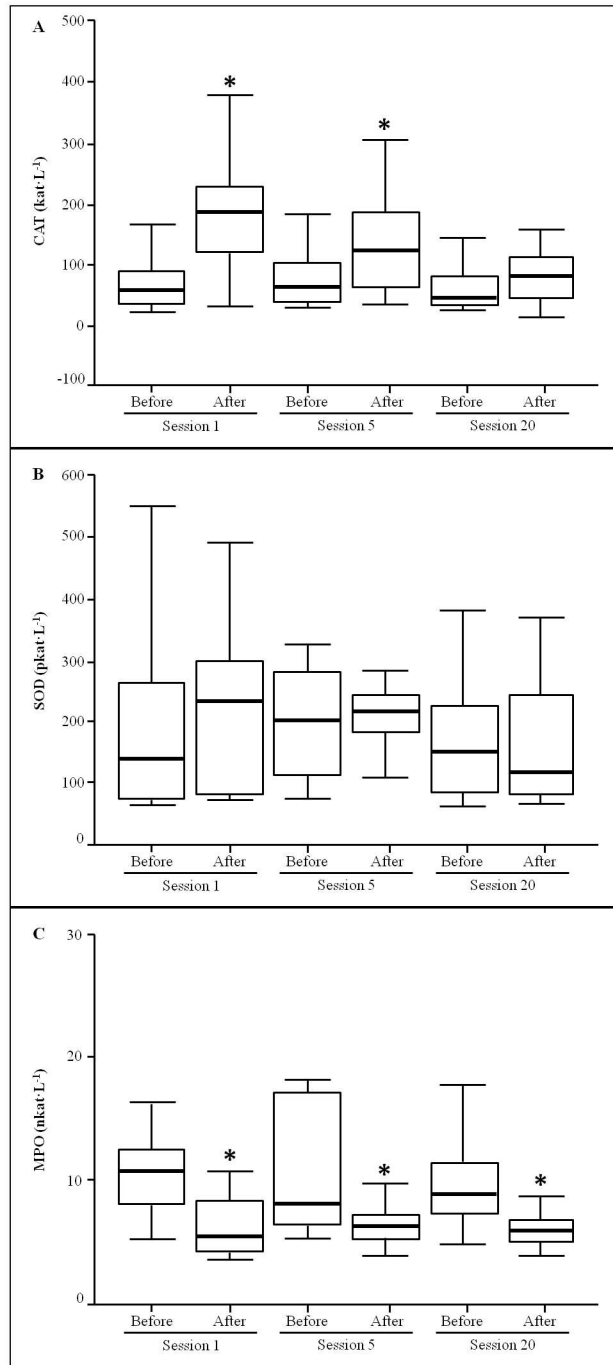 A
500
400
300
200
100
0
-100
CAT (kat·L-1)
*
*
Before After Before After Before After
Session 1 Session 5 Session 20
B
600
500
400
300
200
100
0
SOD (pkat·L-1)
Before After Before After Before After
Session 1 Session 5 Session 20
C
30
20
10
0
MPO (nkat·L-1)
*
*
*
Before After Before After Before After
Session 1 Session 5 Session 20